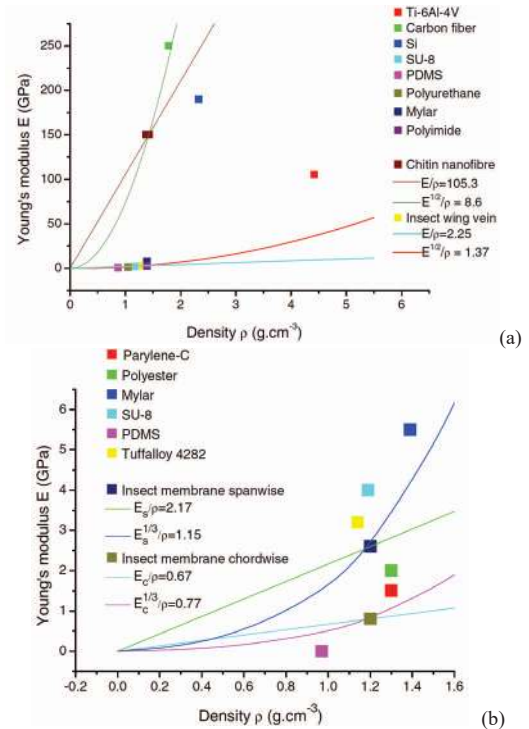 Ti-6Al-4V
Carbon fiber
Si
SU-8
PDMS
Polyurethane
Mylar
Polyimide
Chitin nanofibre
E/ρ=105.3
E^1/2/ρ = 8.6
Insect wing vein
E/ρ=2.25
E^1/2/ρ = 1.37
250
200
150
100
50
0
Young's modulus E (GPa)
0 1 2 3 4 5 6
Density ρ (g.cm⁻³)
(a)
Parylene-C
Polyester
Mylar
SU-8
PDMS
Tuffalloy 4282
Insect membrane spanwise
E_s/ρ=2.17
E_s^1/3/ρ=1.15
Insect membrane chordwise
E_c/ρ=0.67
E_c^1/3/ρ=0.77
6
5
4
3
2
1
0
Young's modulus E (GPa)
-0.2 0.0 0.2 0.4 0.6 0.8 1.0 1.2 1.4 1.6
Density ρ (g.cm⁻³)
(b)